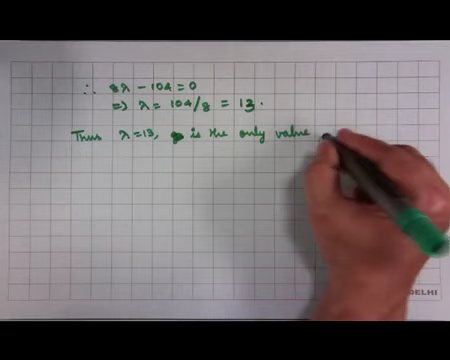 ∴ 8λ - 104 = 0
=> λ = 104/8 = 13.
Thus λ=13, is the only value
DELHI